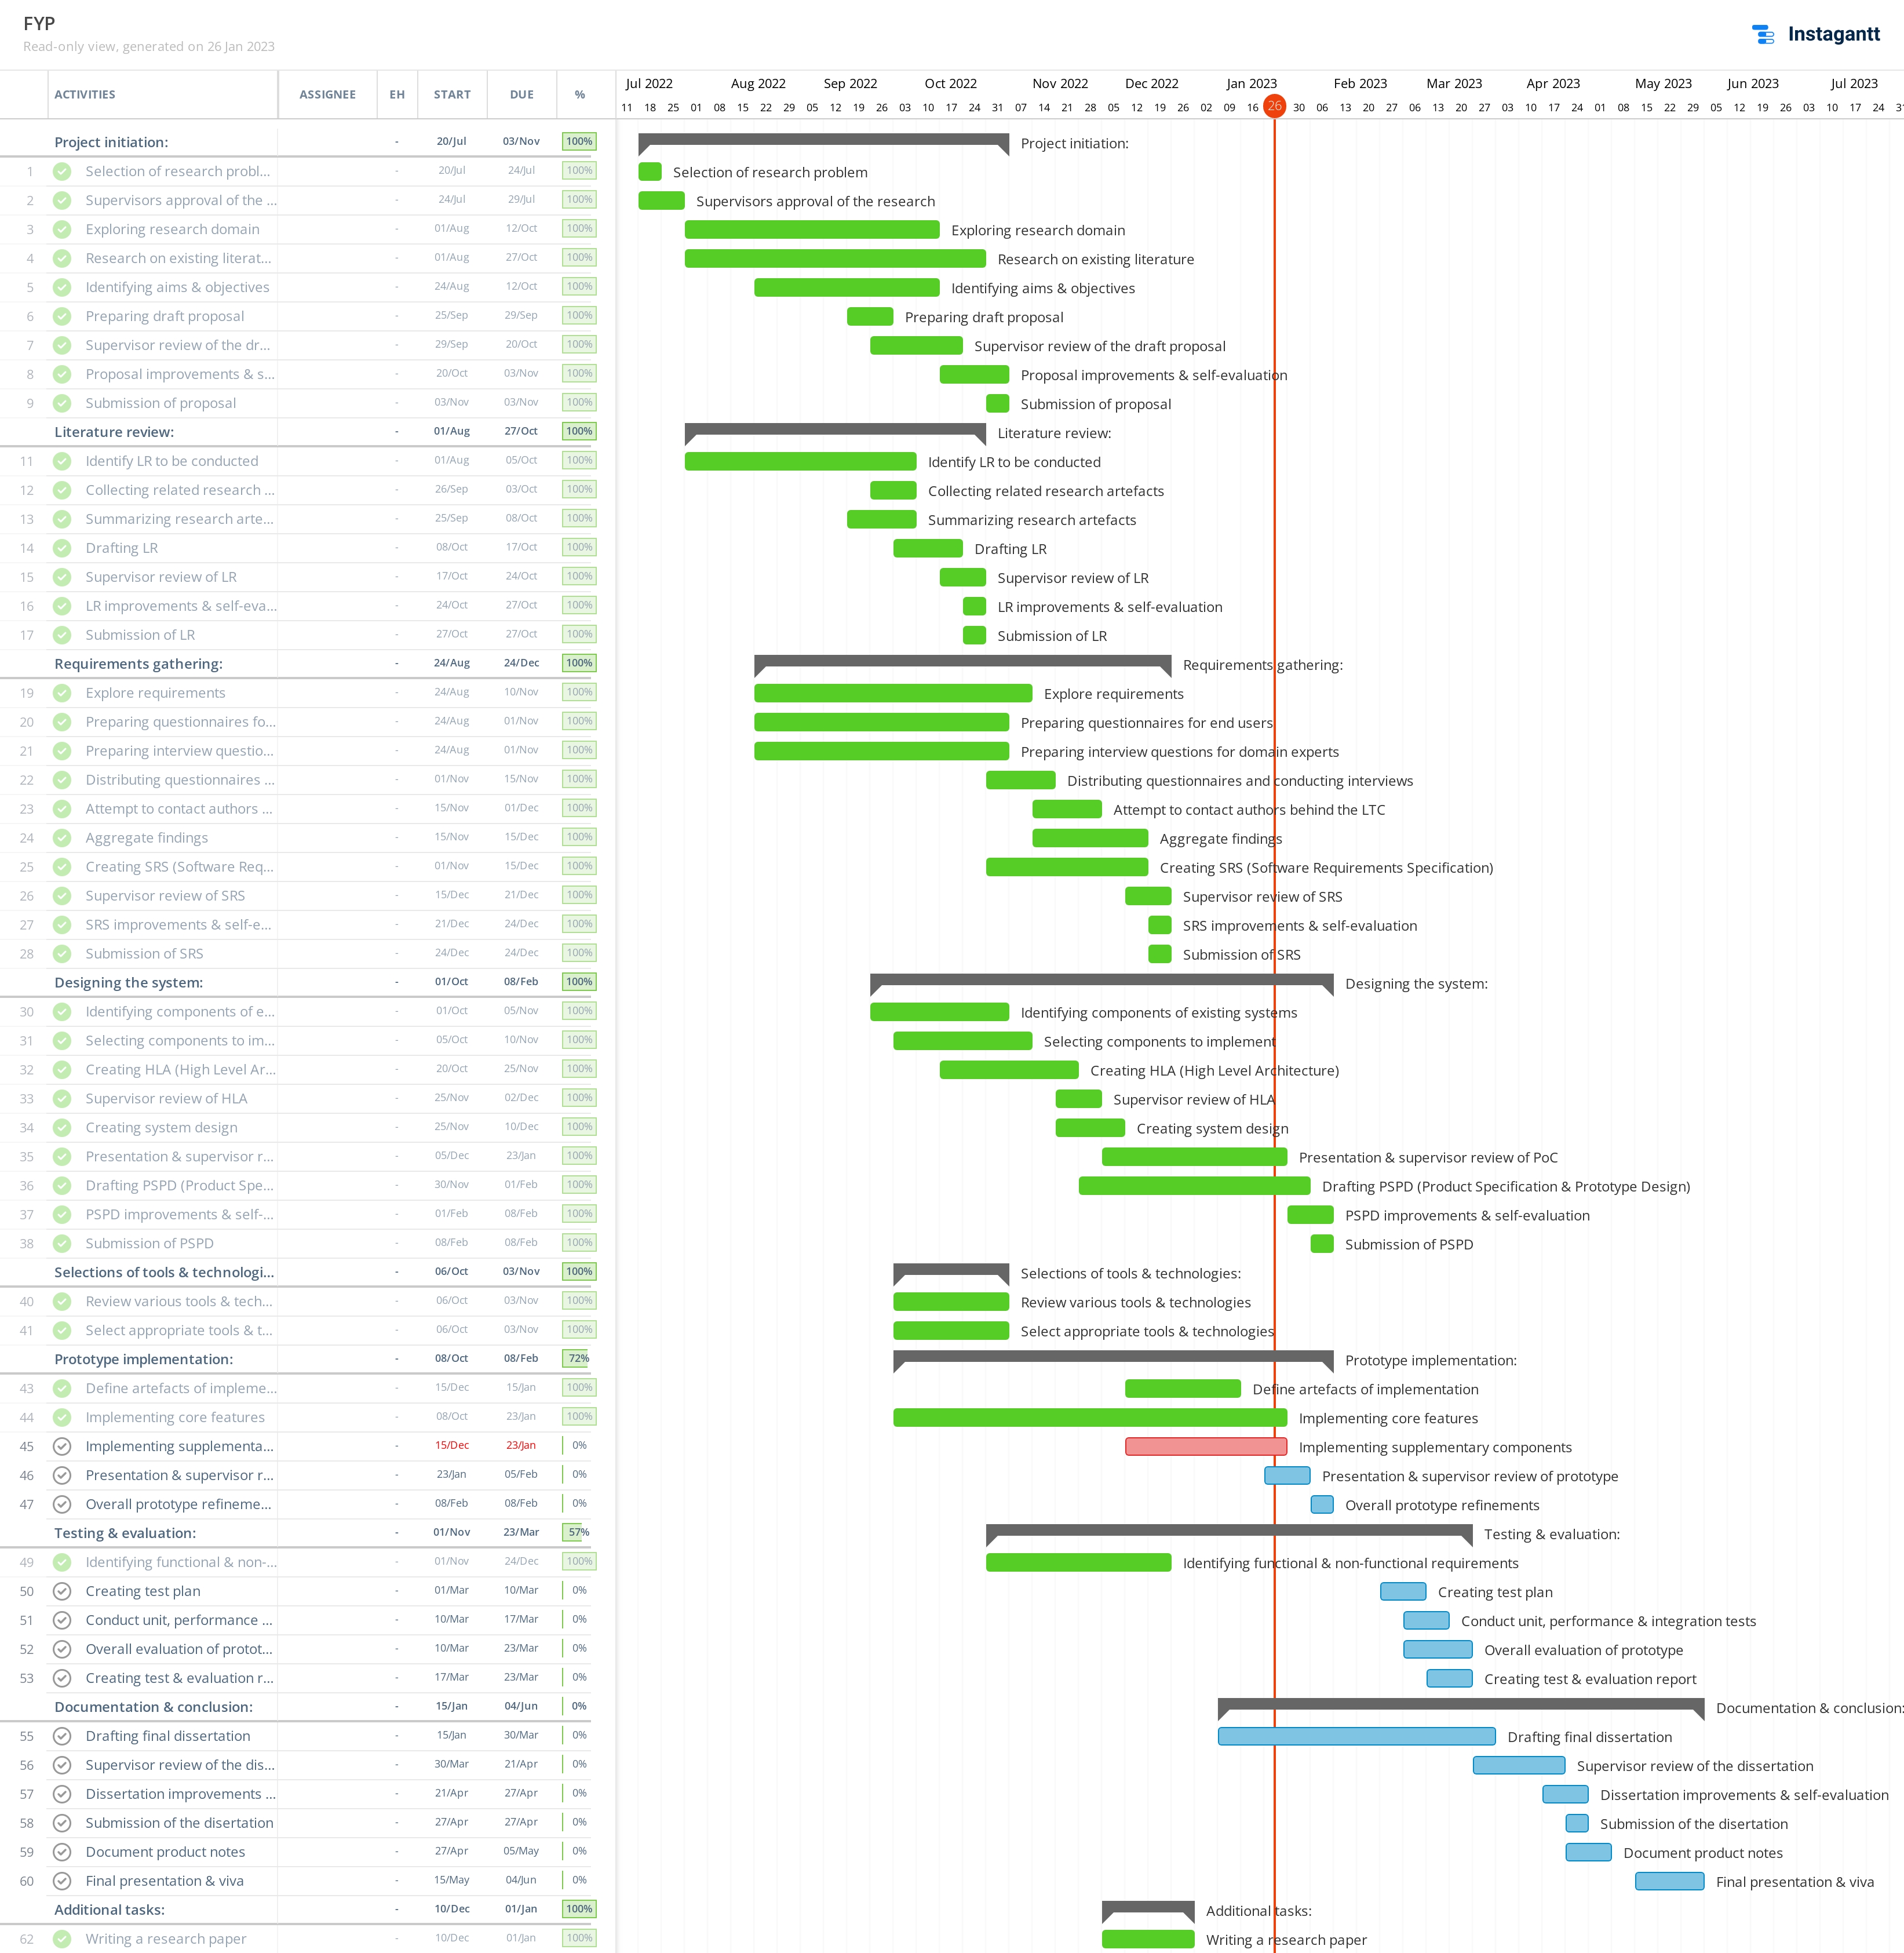 FYP
Read-only view, generated on 26 Jan 2023
Instagantt
ACTIVITIES ASSIGNEE EH START DUE %
Jul 2022 Aug 2022 Sep 2022 Oct 2022 Nov 2022 Dec 2022 Jan 2023 Feb 2023 Mar 2023 Apr 2023 May 2023 Jun 2023 Jul 2023
11 18 25 01 08 15 22 29 05 12 19 26 03 10 17 24 31 07 14 21 28 05 12 19 26 02 09 16 26 30 06 13 20 27 06 13 20 27 03 10 17 24 01 08 15 22 29 05 12 19 26 03 10 17 24 31
Project initiation: - 20/Jul 03/Nov 100% Project initiation:
1 Selection of research probl... - 20/Jul 24/Jul 100% Selection of research problem
2 Supervisors approval of the ... - 24/Jul 29/Jul 100% Supervisors approval of the research
3 Exploring research domain - 01/Aug 12/Oct 100% Exploring research domain
4 Research on existing literat... - 01/Aug 27/Oct 100% Research on existing literature
5 Identifying aims & objectives - 24/Aug 12/Oct 100% Identifying aims & objectives
6 Preparing draft proposal - 25/Sep 29/Sep 100% Preparing draft proposal
7 Supervisor review of the dr... - 29/Sep 20/Oct 100% Supervisor review of the draft proposal
8 Proposal improvements & s... - 20/Oct 03/Nov 100% Proposal improvements & self-evaluation
9 Submission of proposal - 03/Nov 03/Nov 100% Submission of proposal
Literature review: - 01/Aug 27/Oct 100% Literature review:
11 Identify LR to be conducted - 01/Aug 05/Oct 100% Identify LR to be conducted
12 Collecting related research ... - 26/Sep 03/Oct 100% Collecting related research artefacts
13 Summarizing research arte... - 25/Sep 08/Oct 100% Summarizing research artefacts
14 Drafting LR - 08/Oct 17/Oct 100% Drafting LR
15 Supervisor review of LR - 17/Oct 24/Oct 100% Supervisor review of LR
16 LR improvements & self-eva... - 24/Oct 27/Oct 100% LR improvements & self-evaluation
17 Submission of LR - 27/Oct 27/Oct 100% Submission of LR
Requirements gathering: - 24/Aug 24/Dec 100% Requirements gathering:
19 Explore requirements - 24/Aug 10/Nov 100% Explore requirements
20 Preparing questionnaires fo... - 24/Aug 01/Nov 100% Preparing questionnaires for end users
21 Preparing interview questio... - 24/Aug 01/Nov 100% Preparing interview questions for domain experts
22 Distributing questionnaires ... - 01/Nov 15/Nov 100% Distributing questionnaires and conducting interviews
23 Attempt to contact authors ... - 15/Nov 01/Dec 100% Attempt to contact authors behind the LTC
24 Aggregate findings - 15/Nov 15/Dec 100% Aggregate findings
25 Creating SRS (Software Req... - 01/Nov 15/Dec 100% Creating SRS (Software Requirements Specification)
26 Supervisor review of SRS - 15/Dec 21/Dec 100% Supervisor review of SRS
27 SRS improvements & self-e... - 21/Dec 24/Dec 100% SRS improvements & self-evaluation
28 Submission of SRS - 24/Dec 24/Dec 100% Submission of SRS
Designing the system: - 01/Oct 08/Feb 100% Designing the system:
30 Identifying components of e... - 01/Oct 05/Nov 100% Identifying components of existing systems
31 Selecting components to im... - 05/Oct 10/Nov 100% Selecting components to implement
32 Creating HLA (High Level Ar... - 20/Oct 25/Nov 100% Creating HLA (High Level Architecture)
33 Supervisor review of HLA - 25/Nov 02/Dec 100% Supervisor review of HLA
34 Creating system design - 25/Nov 10/Dec 100% Creating system design
35 Presentation & supervisor r... - 05/Dec 23/Jan 100% Presentation & supervisor review of PoC
36 Drafting PSPD (Product Spe... - 30/Nov 01/Feb 100% Drafting PSPD (Product Specification & Prototype Design)
37 PSPD improvements & self-... - 01/Feb 08/Feb 100% PSPD improvements & self-evaluation
38 Submission of PSPD - 08/Feb 08/Feb 100% Submission of PSPD
Selections of tools & technologi... - 06/Oct 03/Nov 100% Selections of tools & technologies:
40 Review various tools & tech... - 06/Oct 03/Nov 100% Review various tools & technologies
41 Select appropriate tools & t... - 06/Oct 03/Nov 100% Select appropriate tools & technologies
Prototype implementation: - 08/Oct 08/Feb 72% Prototype implementation:
43 Define artefacts of impleme... - 15/Dec 15/Jan 100% Define artefacts of implementation
44 Implementing core features - 08/Oct 23/Jan 100% Implementing core features
45 Implementing supplementa... - 15/Dec 23/Jan 0% Implementing supplementary components
46 Presentation & supervisor r... - 23/Jan 05/Feb 0% Presentation & supervisor review of prototype
47 Overall prototype refineme... - 08/Feb 08/Feb 0% Overall prototype refinements
Testing & evaluation: - 01/Nov 23/Mar 57% Testing & evaluation:
49 Identifying functional & non-... - 01/Nov 24/Dec 100% Identifying functional & non-functional requirements
50 Creating test plan - 01/Mar 10/Mar 0% Creating test plan
51 Conduct unit, performance ... - 10/Mar 17/Mar 0% Conduct unit, performance & integration tests
52 Overall evaluation of protot... - 10/Mar 23/Mar 0% Overall evaluation of prototype
53 Creating test & evaluation r... - 17/Mar 23/Mar 0% Creating test & evaluation report
Documentation & conclusion: - 15/Jan 04/Jun 0% Documentation & conclusion:
55 Drafting final dissertation - 15/Jan 30/Mar 0% Drafting final dissertation
56 Supervisor review of the dis... - 30/Mar 21/Apr 0% Supervisor review of the dissertation
57 Dissertation improvements ... - 21/Apr 27/Apr 0% Dissertation improvements & self-evaluation
58 Submission of the disertation - 27/Apr 27/Apr 0% Submission of the disertation
59 Document product notes - 27/Apr 05/May 0% Document product notes
60 Final presentation & viva - 15/May 04/Jun 0% Final presentation & viva
Additional tasks: - 10/Dec 01/Jan 100% Additional tasks:
62 Writing a research paper - 10/Dec 01/Jan 100% Writing a research paper